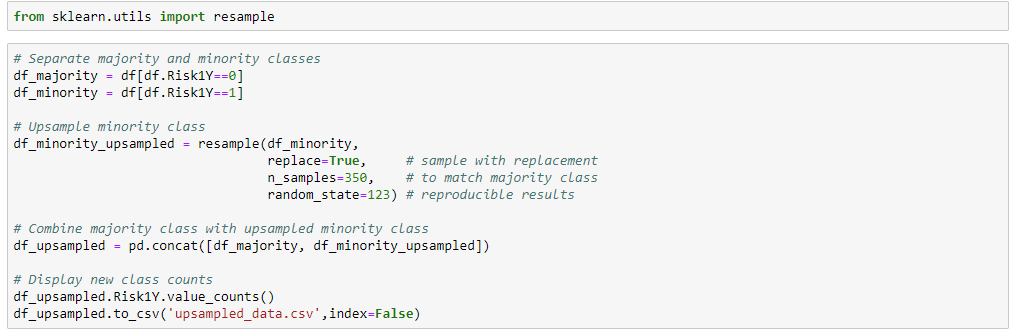 from sklearn.utils import resample
# Separate majority and minority classes
df_majority = df[df.Risk1Y==0]
df_minority = df[df.Risk1Y==1]
# Upsample minority class
df_minority_upsampled = resample(df_minority,
replace=True,     # sample with replacement
n_samples=350,    # to match majority class
random_state=123) # reproducible results
# Combine majority class with upsampled minority class
df_upsampled = pd.concat([df_majority, df_minority_upsampled])
# Display new class counts
df_upsampled.Risk1Y.value_counts()
df_upsampled.to_csv('upsampled_data.csv',index=False)